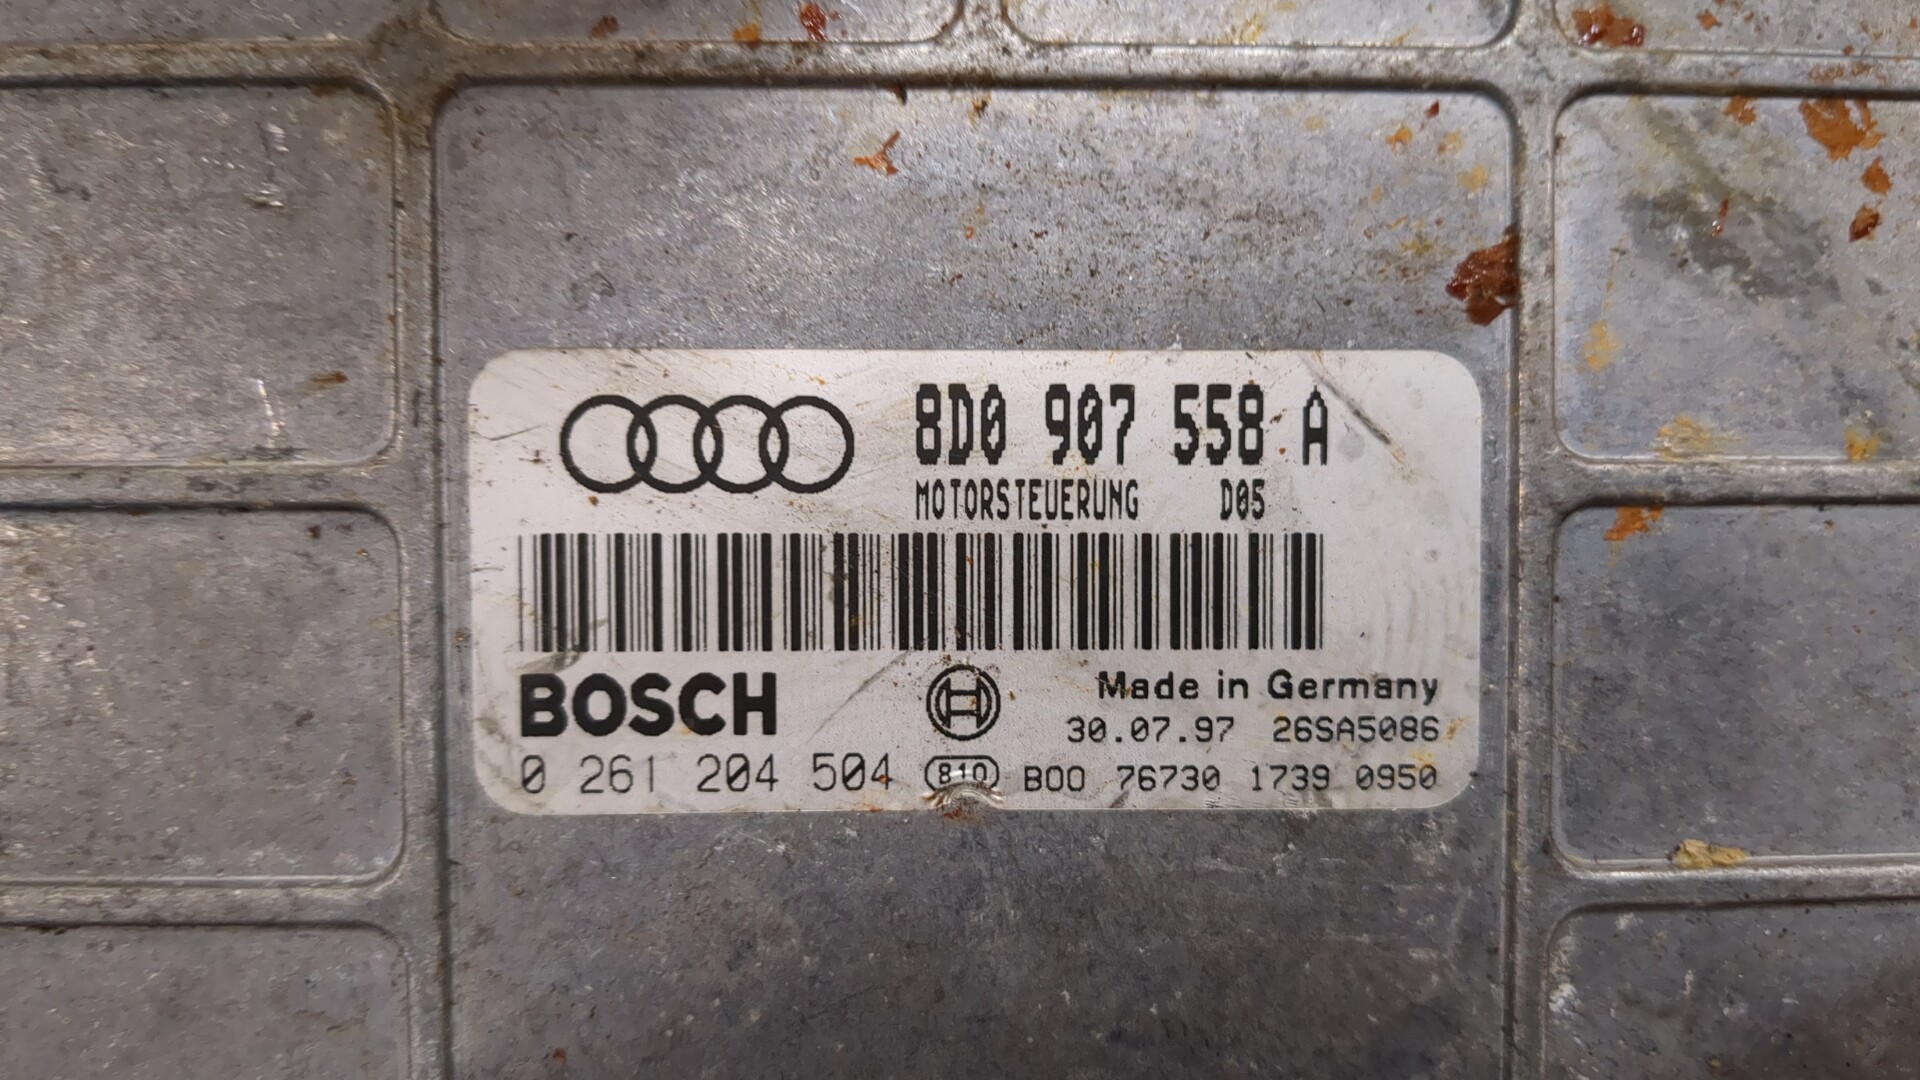 8D0 907 558 A
MOTORSTEUERUNG D05
BOSCH
Made in Germany
30.07.97 26SA5086
0 261 204 504 810 B00 76730 1739 0950